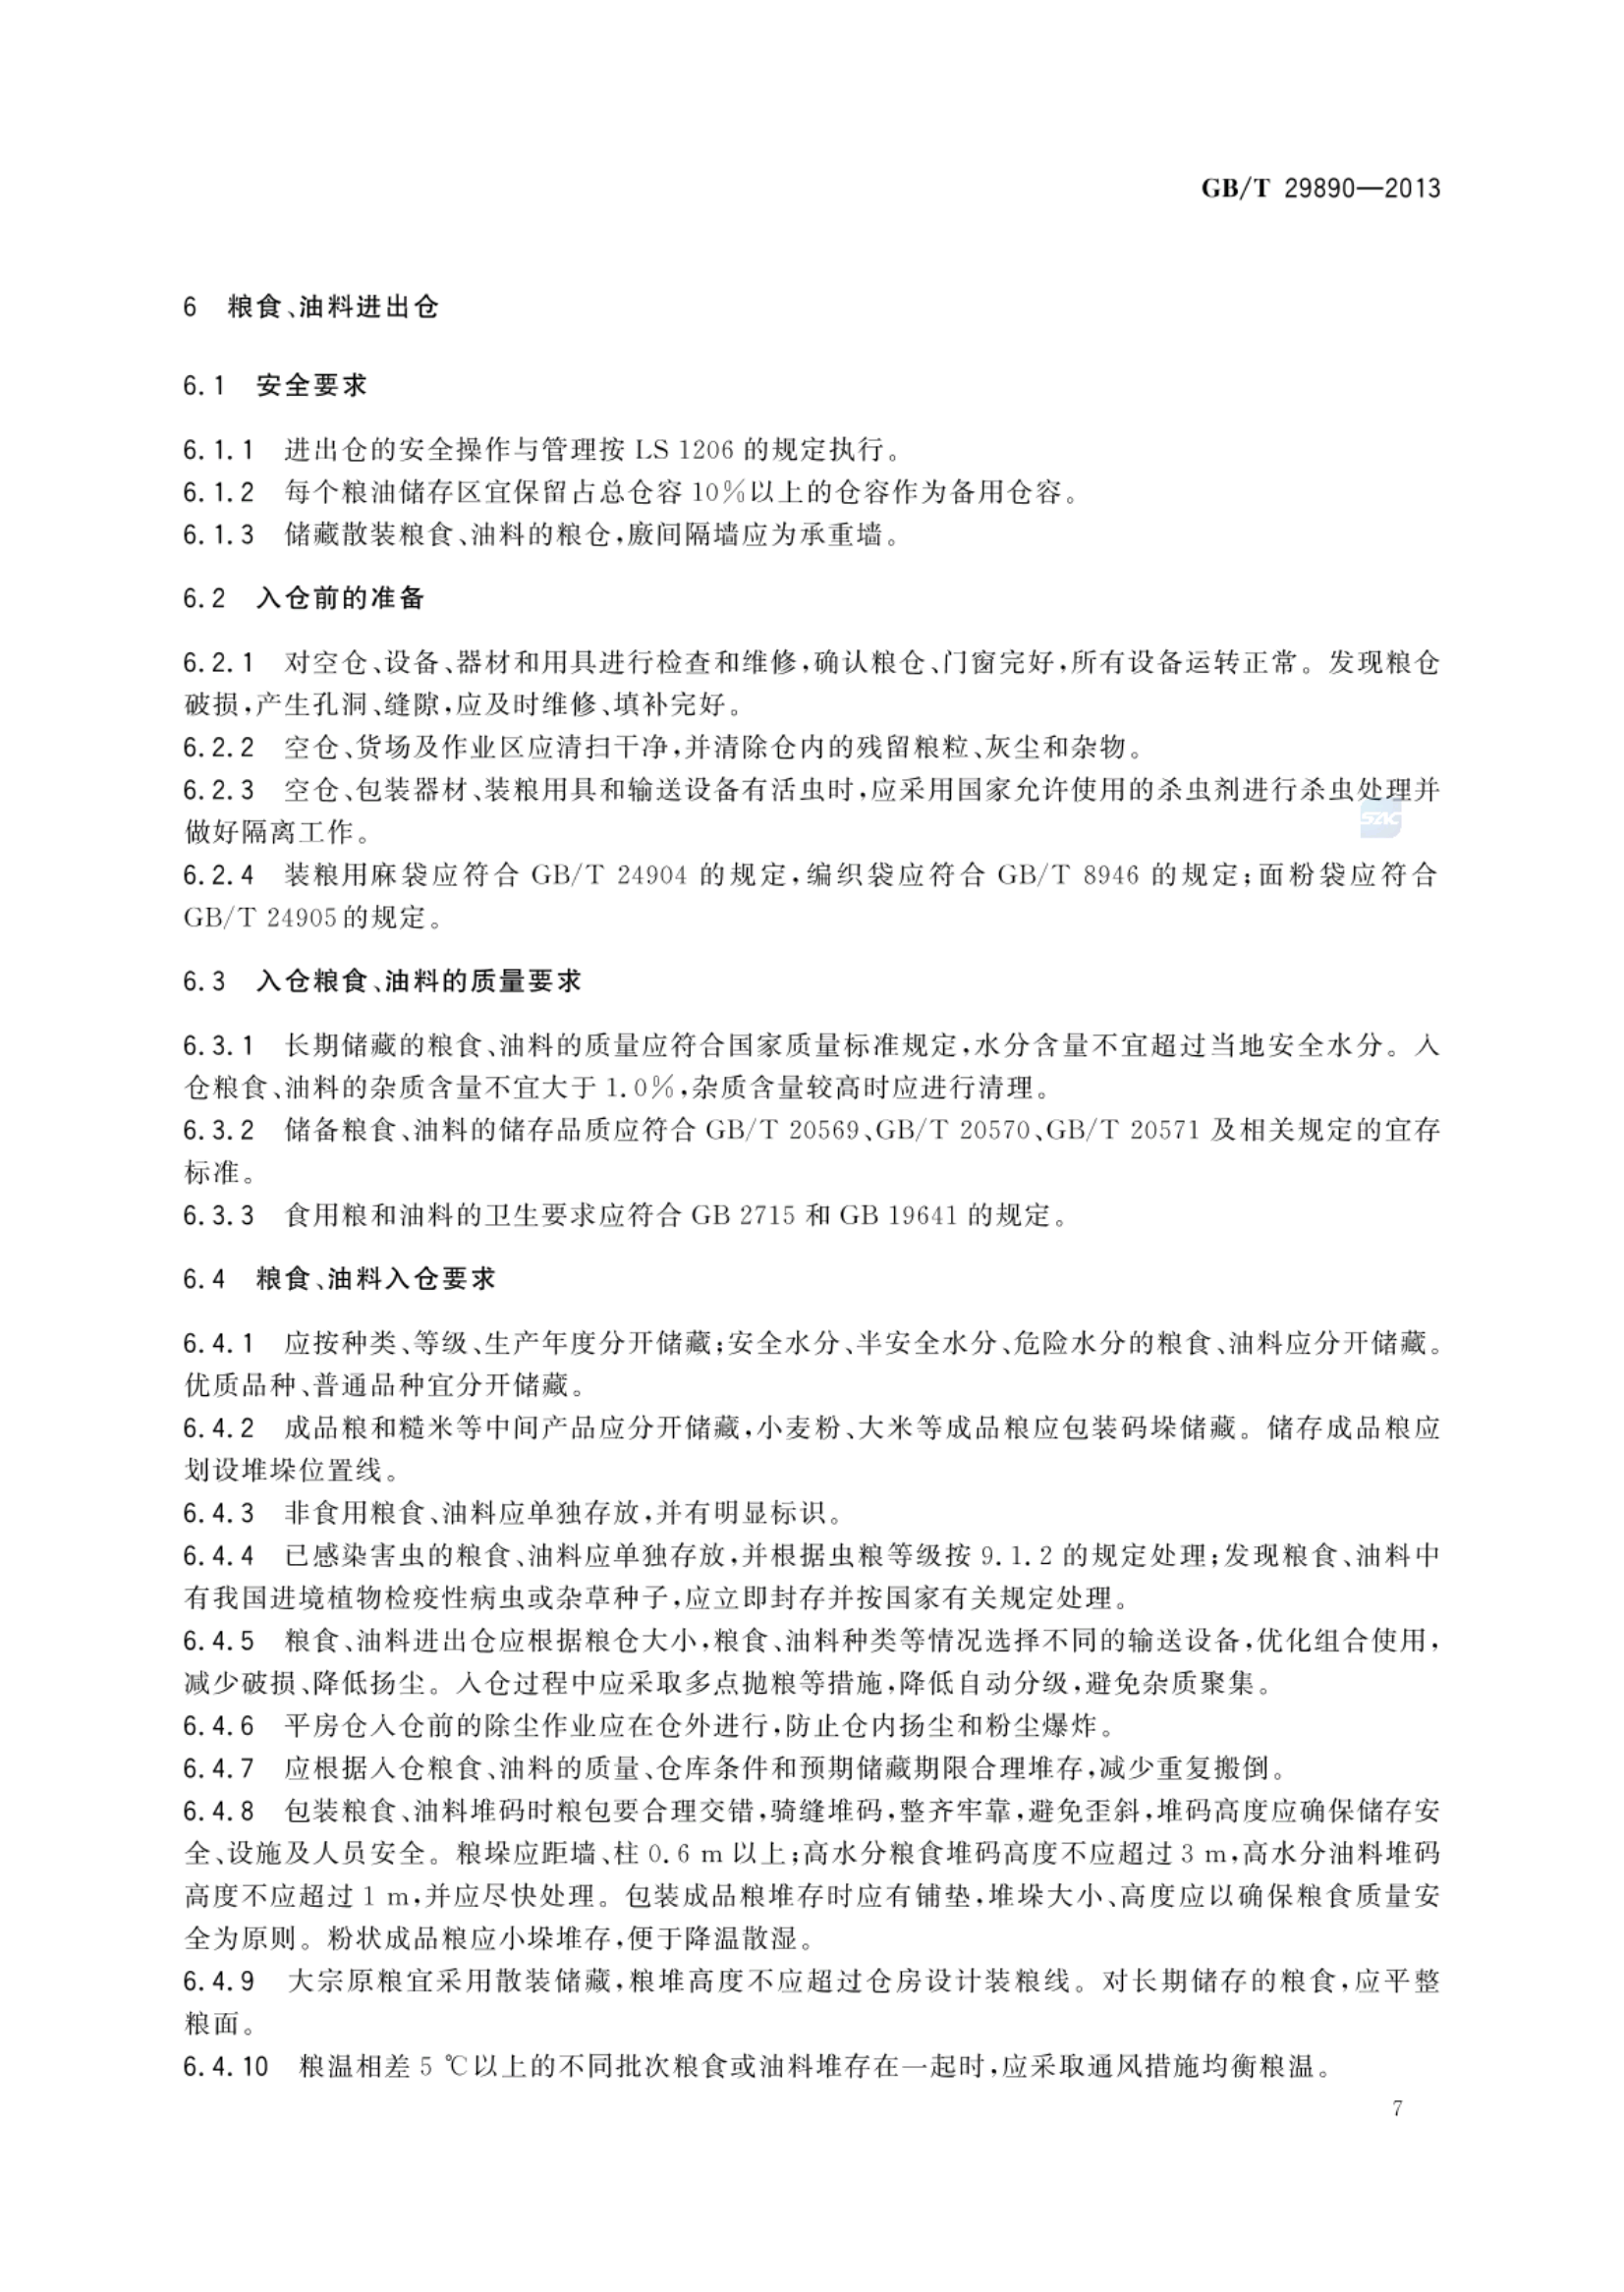 GB/T 29890—2013
6 粮食、油料进出仓
6.1 安全要求
6.1.1 进出仓的安全操作与管理按 LS 1206 的规定执行。
6.1.2 每个粮油储存区宜保留占总仓容 10%以上的仓容作为备用仓容。
6.1.3 储藏散装粮食、油料的粮仓,廒间隔墙应为承重墙。
6.2 入仓前的准备
6.2.1 对空仓、设备、器材和用具进行检查和维修,确认粮仓、门窗完好,所有设备运转正常。发现粮仓
破损,产生孔洞、缝隙,应及时维修、填补完好。
6.2.2 空仓、货场及作业区应清扫干净,并清除仓内的残留粮粒、灰尘和杂物。
6.2.3 空仓、包装器材、装粮用具和输送设备有活虫时,应采用国家允许使用的杀虫剂进行杀虫处理并
SAC
做好隔离工作。
6.2.4 装粮用麻袋应符合 GB/T 24904 的规定,编织袋应符合 GB/T 8946 的规定;面粉袋应符合
GB/T 24905的规定。
6.3 入仓粮食、油料的质量要求
6.3.1 长期储藏的粮食、油料的质量应符合国家质量标准规定,水分含量不宜超过当地安全水分。入
仓粮食、油料的杂质含量不宜大于 1.0%,杂质含量较高时应进行清理。
6.3.2 储备粮食、油料的储存品质应符合 GB/T 20569、GB/T 20570、GB/T 20571 及相关规定的宜存
标准。
6.3.3 食用粮和油料的卫生要求应符合 GB 2715 和 GB 19641 的规定。
6.4 粮食、油料入仓要求
6.4.1 应按种类、等级、生产年度分开储藏;安全水分、半安全水分、危险水分的粮食、油料应分开储藏。
优质品种、普通品种宜分开储藏。
6.4.2 成品粮和糙米等中间产品应分开储藏,小麦粉、大米等成品粮应包装码垛储藏。储存成品粮应
划设堆垛位置线。
6.4.3 非食用粮食、油料应单独存放,并有明显标识。
6.4.4 已感染害虫的粮食、油料应单独存放,并根据虫粮等级按 9.1.2 的规定处理;发现粮食、油料中
有我国进境植物检疫性病虫或杂草种子,应立即封存并按国家有关规定处理。
6.4.5 粮食、油料进出仓应根据粮仓大小,粮食、油料种类等情况选择不同的输送设备,优化组合使用,
减少破损、降低扬尘。入仓过程中应采取多点抛粮等措施,降低自动分级,避免杂质聚集。
6.4.6 平房仓入仓前的除尘作业应在仓外进行,防止仓内扬尘和粉尘爆炸。
6.4.7 应根据入仓粮食、油料的质量、仓库条件和预期储藏期限合理堆存,减少重复搬倒。
6.4.8 包装粮食、油料堆码时粮包要合理交错,骑缝堆码,整齐牢靠,避免歪斜,堆码高度应确保储存安
全、设施及人员安全。粮垛应距墙、柱 0.6 m 以上;高水分粮食堆码高度不应超过 3 m,高水分油料堆码
高度不应超过 1 m,并应尽快处理。包装成品粮堆存时应有铺垫,堆垛大小、高度应以确保粮食质量安
全为原则。粉状成品粮应小垛堆存,便于降温散湿。
6.4.9 大宗原粮宜采用散装储藏,粮堆高度不应超过仓房设计装粮线。对长期储存的粮食,应平整
粮面。
6.4.10 粮温相差 5 ℃以上的不同批次粮食或油料堆存在一起时,应采取通风措施均衡粮温。
7